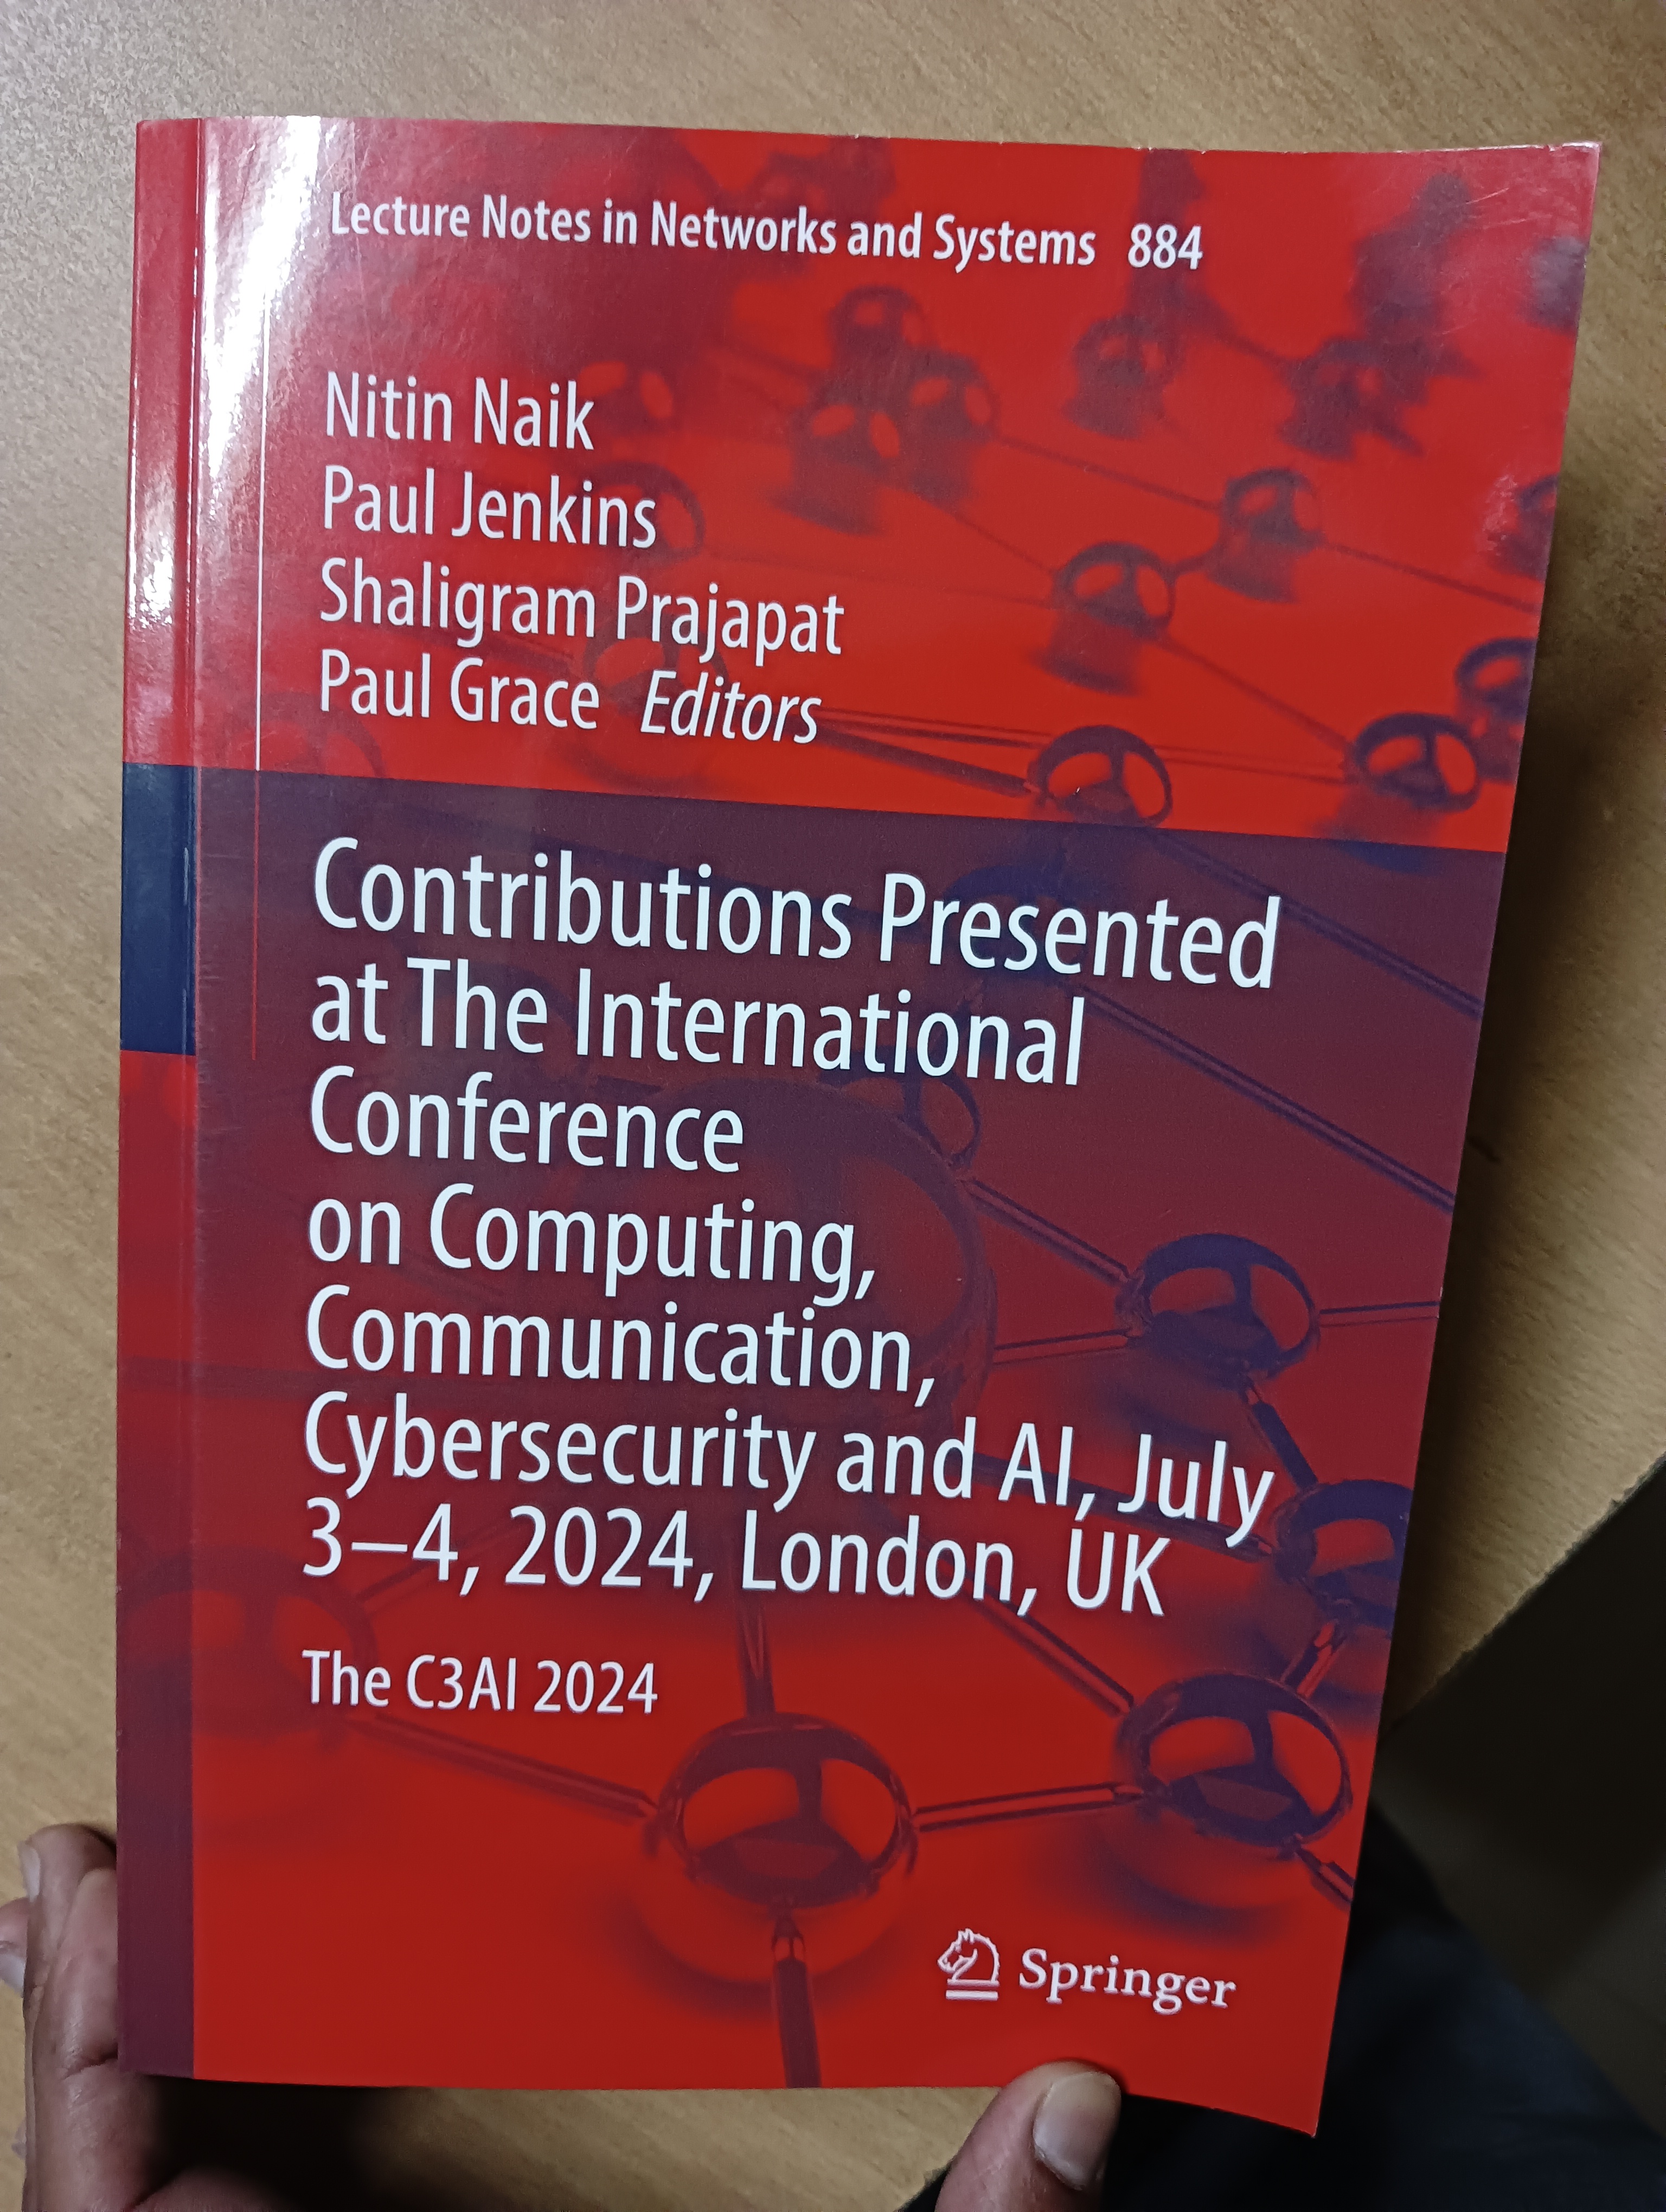 Lecture Notes in Networks and Systems 884
Nitin Naik
Paul Jenkins
Shaligram Prajapat
Paul Grace Editors
Contributions Presented
at The International
Conference
on Computing,
Communication,
Cybersecurity and AI, July
3–4, 2024, London, UK
The C3AI 2024
Springer